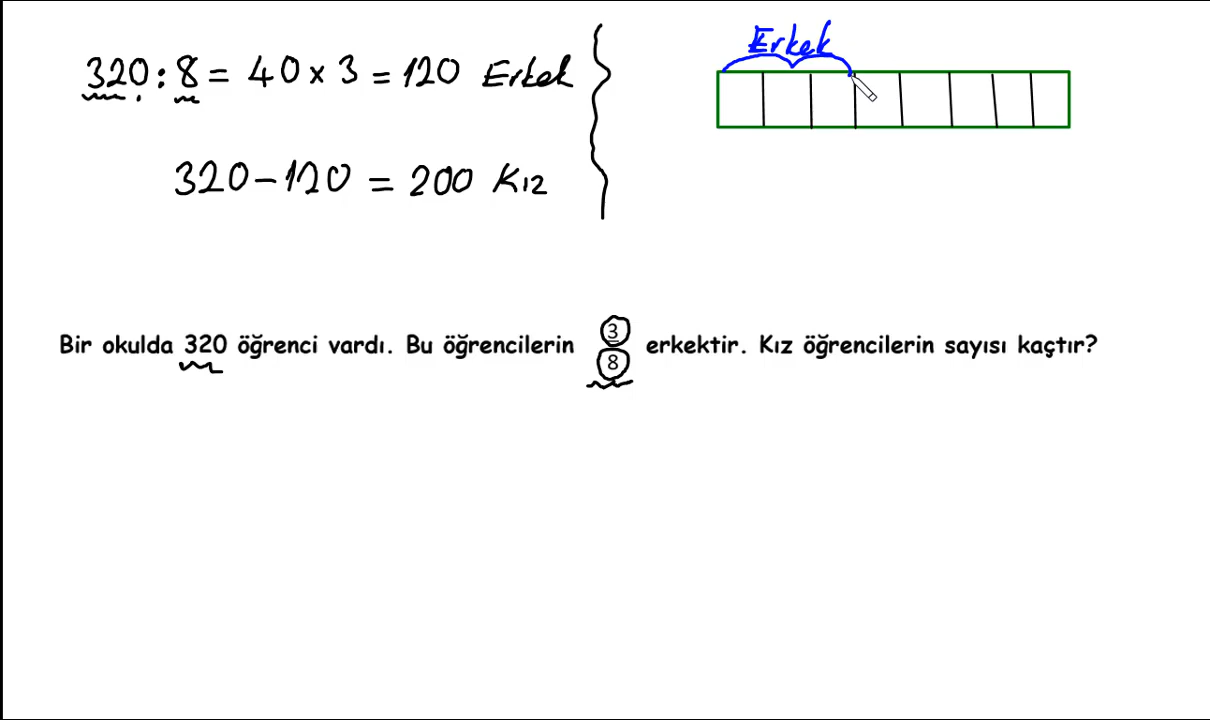 320 : 8 = 40 x 3 = 120 Erkek
320 - 120 = 200 Kız
Erkek
Bir okulda 320 öğrenci vardı. Bu öğrencilerin 3/8 erkektir. Kız öğrencilerin sayısı kaçtır?